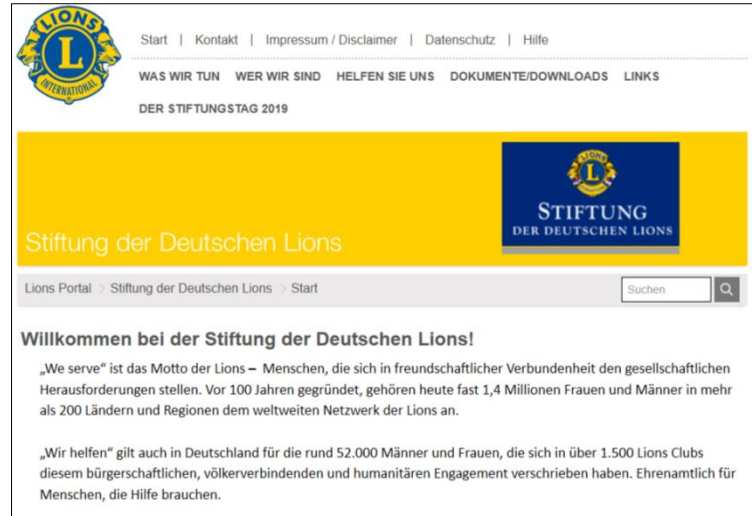 LIONS
L
INTERNATIONAL
Start | Kontakt | Impressum / Disclaimer | Datenschutz | Hilfe
WAS WIR TUN WER WIR SIND HELFEN SIE UNS DOKUMENTE/DOWNLOADS LINKS
DER STIFTUNGSTAG 2019
LIONS
L
STIFTUNG
DER DEUTSCHEN LIONS
Stiftung der Deutschen Lions
Lions Portal > Stiftung der Deutschen Lions > Start
Suchen
Willkommen bei der Stiftung der Deutschen Lions!
„We serve“ ist das Motto der Lions – Menschen, die sich in freundschaftlicher Verbundenheit den gesellschaftlichen
Herausforderungen stellen. Vor 100 Jahren gegründet, gehören heute fast 1,4 Millionen Frauen und Männer in mehr
als 200 Ländern und Regionen dem weltweiten Netzwerk der Lions an.
„Wir helfen“ gilt auch in Deutschland für die rund 52.000 Männer und Frauen, die sich in über 1.500 Lions Clubs
diesem bürgerschaftlichen, völkerverbindenden und humanitären Engagement verschrieben haben. Ehrenamtlich für
Menschen, die Hilfe brauchen.